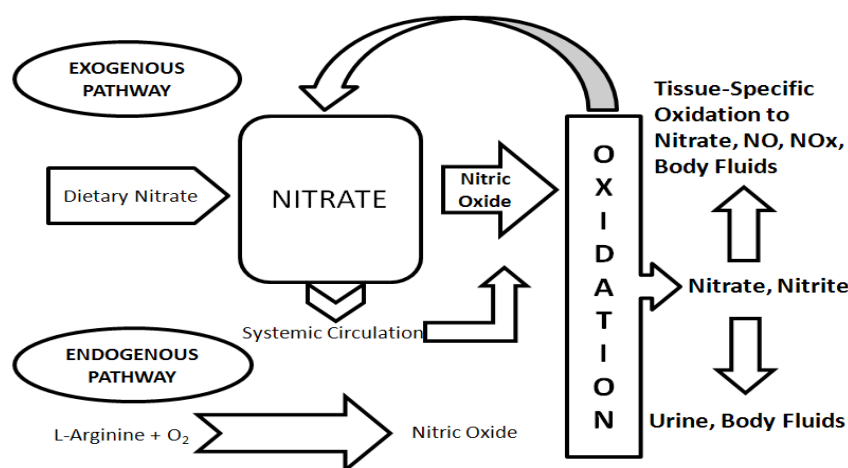 EXOGENOUS
PATHWAY
Dietary Nitrate
NITRATE
Nitric
Oxide
Systemic Circulation
ENDOGENOUS
PATHWAY
L-Arginine + O₂
Nitric Oxide
OXIDATION
Tissue-Specific
Oxidation to
Nitrate, NO, NOx,
Body Fluids
Nitrate, Nitrite
Urine, Body Fluids